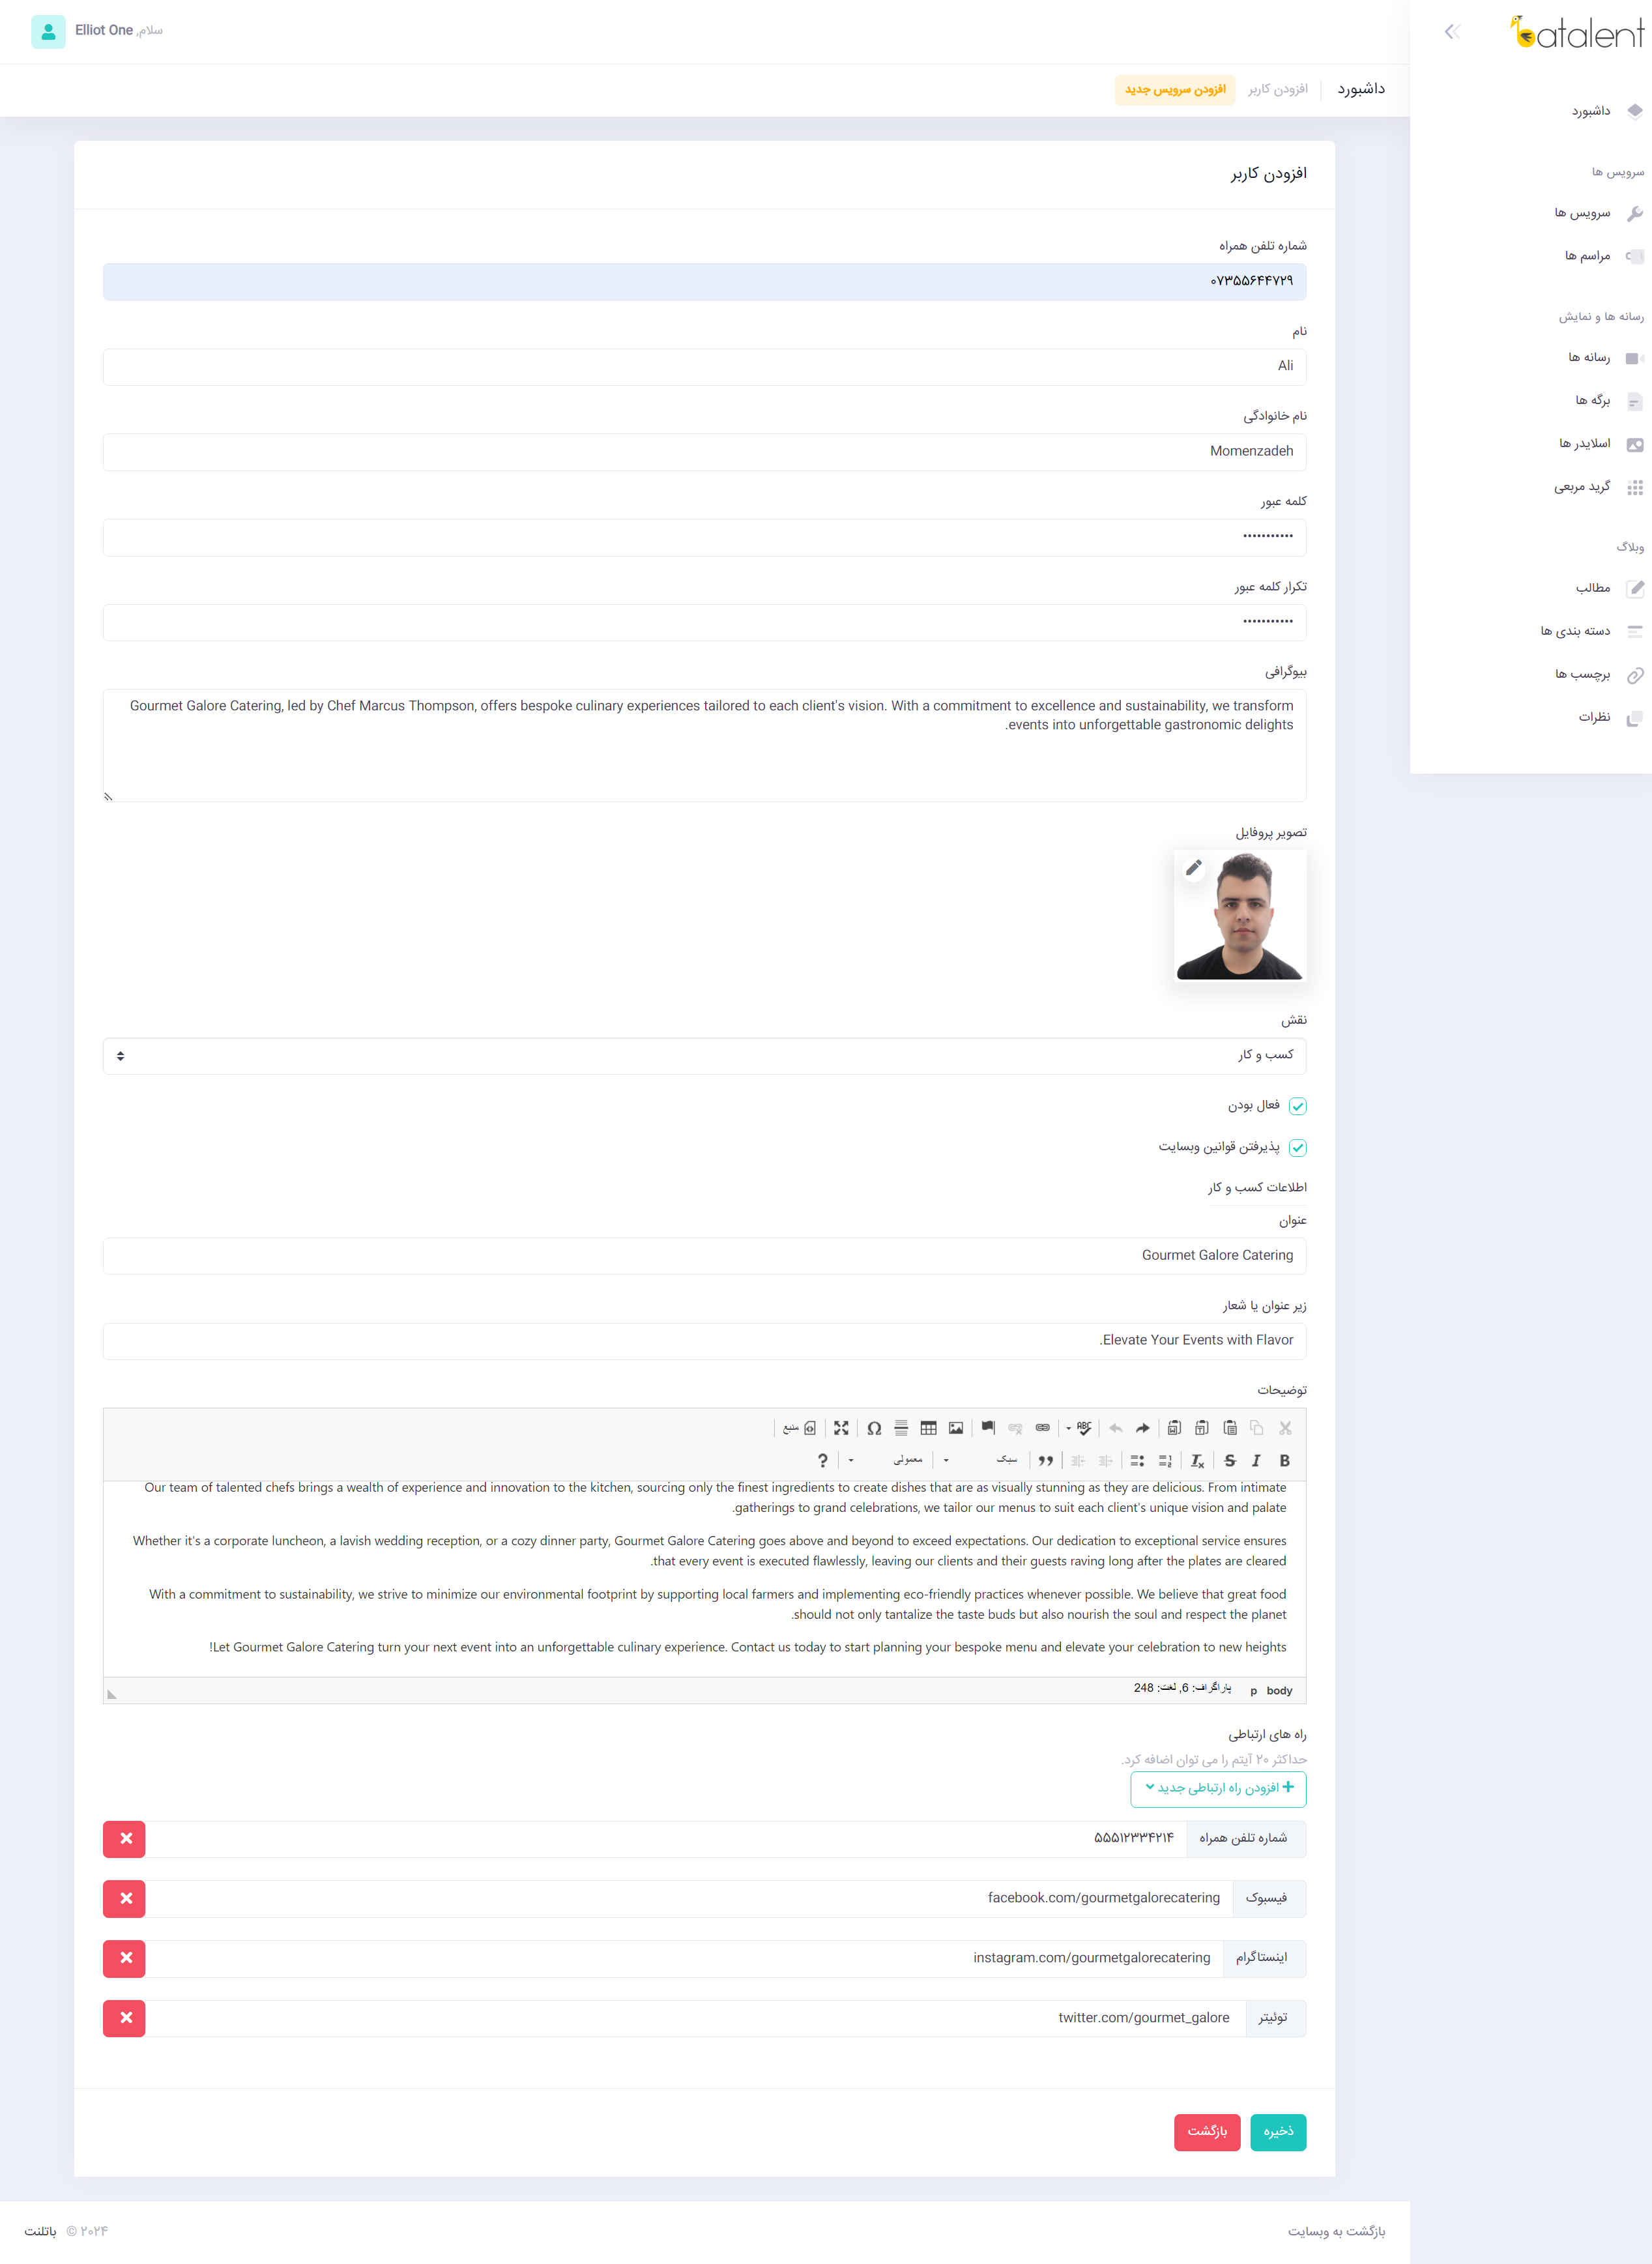 batalent
سلام, Elliot One
داشبورد
افزودن کاربر
افزودن سرویس جدید
داشبورد
سرویس ها
سرویس ها
مراسم ها
رسانه ها و نمایش
رسانه ها
برگه ها
اسلایدر ها
گرید مربعی
وبلاگ
مطالب
دسته بندی ها
برچسب ها
نظرات
افزودن کاربر
شماره تلفن همراه
۰۷۳۵۵۶۴۴۷۲۹
نام
Ali
نام خانوادگی
Momenzadeh
کلمه عبور
•••••••••••
تکرار کلمه عبور
•••••••••••
بیوگرافی
Gourmet Galore Catering, led by Chef Marcus Thompson, offers bespoke culinary experiences tailored to each client's vision. With a commitment to excellence and sustainability, we transform
.events into unforgettable gastronomic delights
تصویر پروفایل
نقش
کسب و کار
فعال بودن
پذیرفتن قوانین وبسایت
اطلاعات کسب و کار
عنوان
Gourmet Galore Catering
زیر عنوان یا شعار
.Elevate Your Events with Flavor
توضیحات
ABC
منبع
B I S Tx
سبک
معمولی
?
Our team of talented chefs brings a wealth of experience and innovation to the kitchen, sourcing only the finest ingredients to create dishes that are as visually stunning as they are delicious. From intimate
.gatherings to grand celebrations, we tailor our menus to suit each client's unique vision and palate
Whether it's a corporate luncheon, a lavish wedding reception, or a cozy dinner party, Gourmet Galore Catering goes above and beyond to exceed expectations. Our dedication to exceptional service ensures
.that every event is executed flawlessly, leaving our clients and their guests raving long after the plates are cleared
With a commitment to sustainability, we strive to minimize our environmental footprint by supporting local farmers and implementing eco-friendly practices whenever possible. We believe that great food
.should not only tantalize the taste buds but also nourish the soul and respect the planet
!Let Gourmet Galore Catering turn your next event into an unforgettable culinary experience. Contact us today to start planning your bespoke menu and elevate your celebration to new heights
body p
پاراگراف: 6, لغت: 248
راه های ارتباطی
حداکثر ۲۰ آیتم را می توان اضافه کرد.
افزودن راه ارتباطی جدید
شماره تلفن همراه
۵۵۵۱۲۳۳۴۲۱۴
فیسبوک
facebook.com/gourmetgalorecatering
اینستاگرام
instagram.com/gourmetgalorecatering
توئیتر
twitter.com/gourmet_galore
ذخیره
بازگشت
بازگشت به وبسایت
۲۰۲۴ © باتلنت